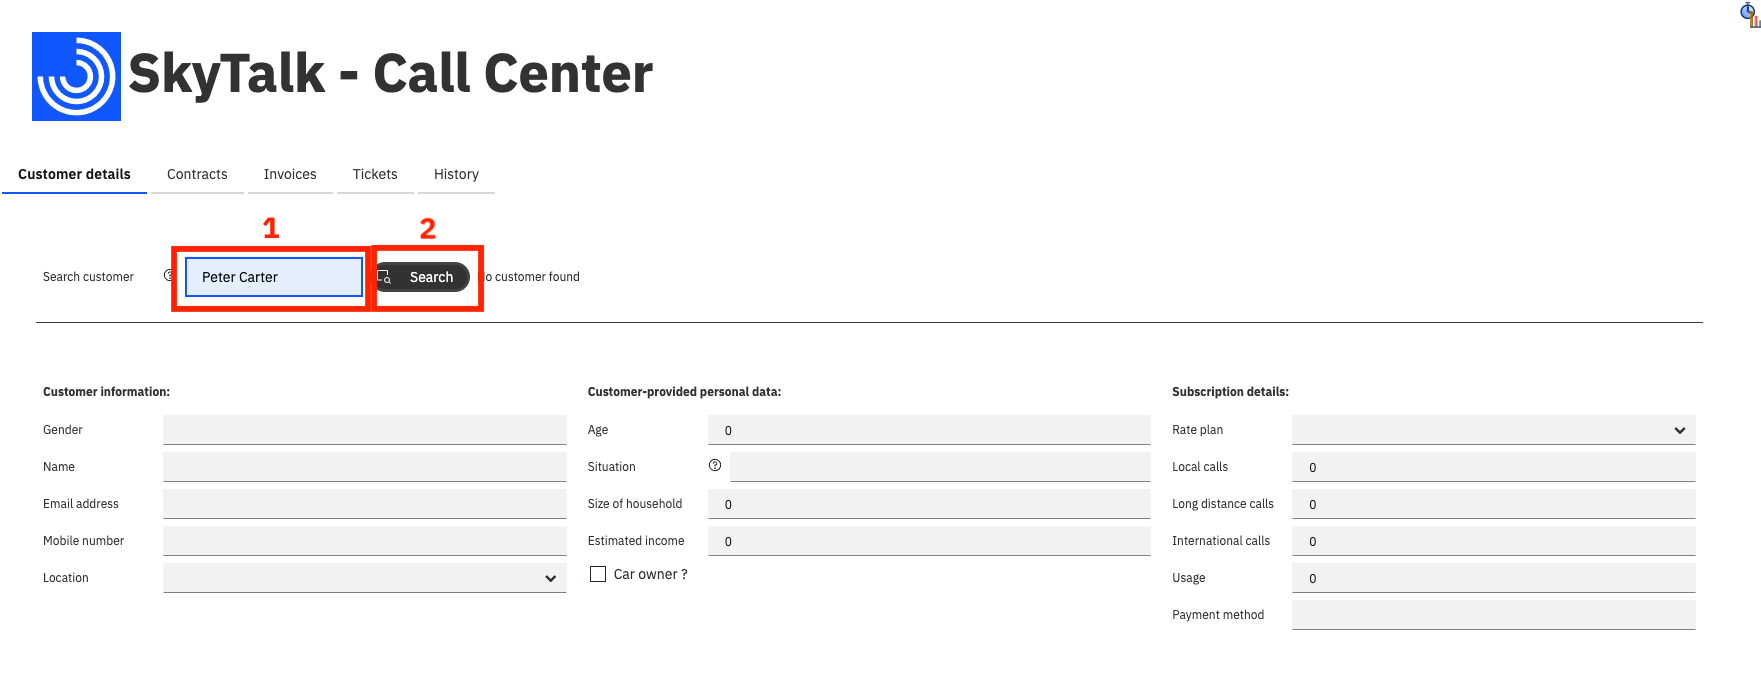 SkyTalk - Call Center
Customer details Contracts Invoices Tickets History
1 2
Search customer Peter Carter Search o customer found
Customer information: Customer-provided personal data: Subscription details:
Gender Age 0 Rate plan
Name Situation Local calls 0
Email address Size of household 0 Long distance calls 0
Mobile number Estimated income 0 International calls 0
Location Car owner ? Usage 0
Payment method